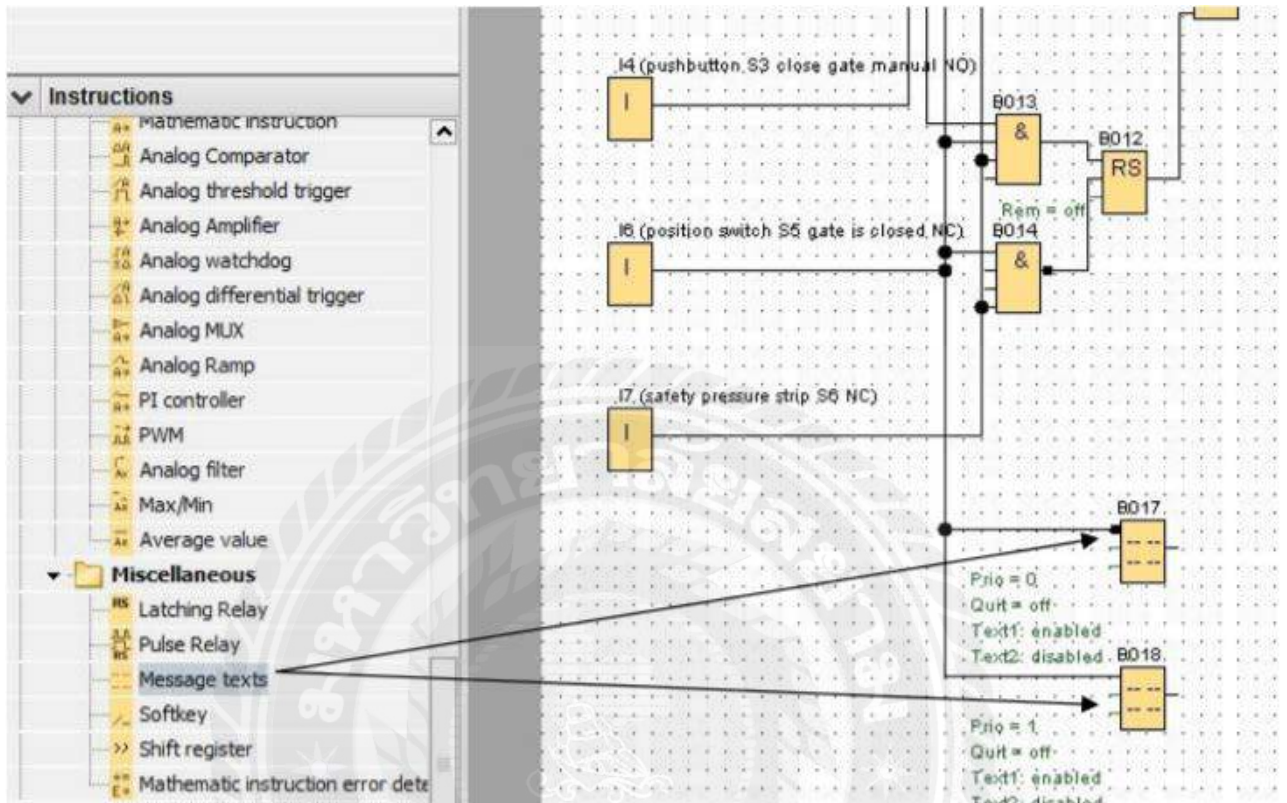 Instructions
Mathematic instruction
Analog Comparator
Analog threshold trigger
Analog Amplifier
Analog watchdog
Analog differential trigger
Analog MUX
Analog Ramp
PI controller
PWM
Analog filter
Max/Min
Average value
Miscellaneous
RS Latching Relay
RS Pulse Relay
Message texts
Softkey
>> Shift register
Mathematic instruction error dete
I4 (pushbutton S3 close gate manual NO)
I
B013
&
B012
RS
Rem = off
I6 (position switch S5 gate is closed NC)
I
B014
&
I7 (safety pressure strip S6 NC)
I
B017
Prio = 0
Quit = off
Text1: enabled
Text2: disabled
B018
Prio = 1
Quit = off
Text1: enabled
Text2: disabled